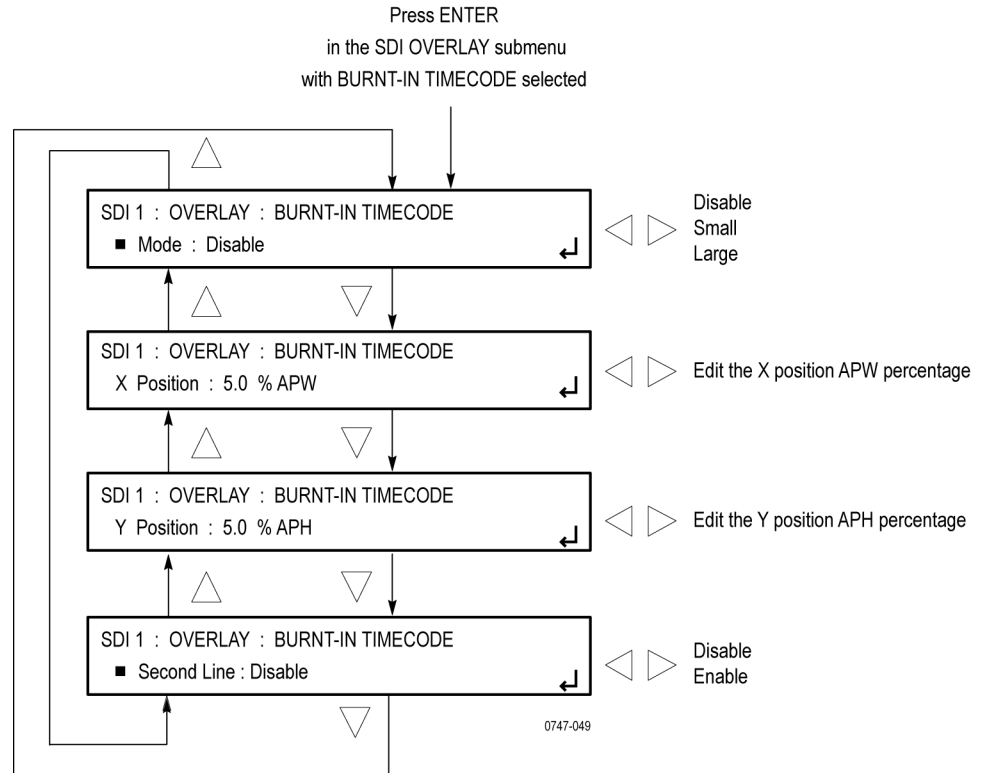 Press ENTER
in the SDI OVERLAY submenu
with BURNT-IN TIMECODE selected
SDI 1 : OVERLAY : BURNT-IN TIMECODE
■ Mode : Disable
Disable
Small
Large
SDI 1 : OVERLAY : BURNT-IN TIMECODE
X Position : 5.0 % APW
Edit the X position APW percentage
SDI 1 : OVERLAY : BURNT-IN TIMECODE
Y Position : 5.0 % APH
Edit the Y position APH percentage
SDI 1 : OVERLAY : BURNT-IN TIMECODE
■ Second Line : Disable
Disable
Enable
0747-049